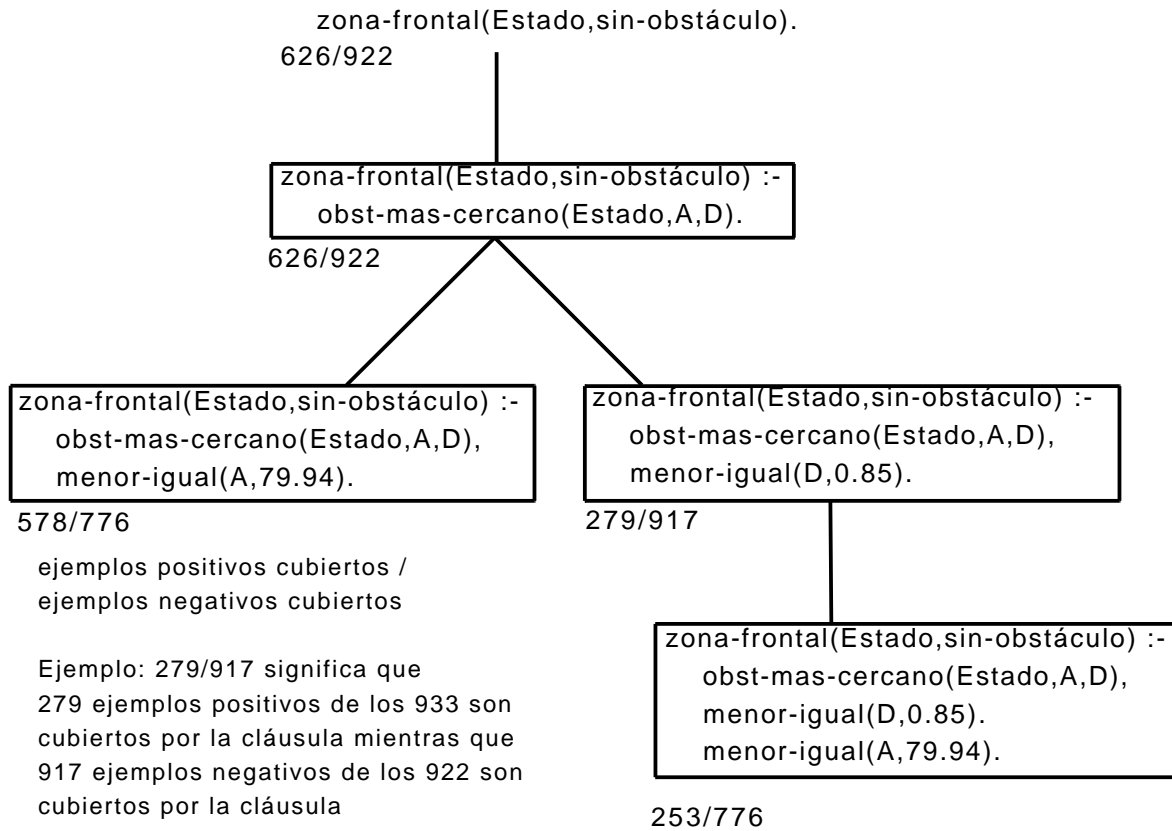 zona-frontal(Estado,sin-obstáculo).
626/922
zona-frontal(Estado,sin-obstáculo) :-
obst-mas-cercano(Estado,A,D).
626/922
zona-frontal(Estado,sin-obstáculo) :-
obst-mas-cercano(Estado,A,D),
menor-igual(A,79.94).
578/776
zona-frontal(Estado,sin-obstáculo) :-
obst-mas-cercano(Estado,A,D),
menor-igual(D,0.85).
279/917
ejemplos positivos cubiertos /
ejemplos negativos cubiertos
Ejemplo: 279/917 significa que
279 ejemplos positivos de los 933 son
cubiertos por la cláusula mientras que
917 ejemplos negativos de los 922 son
cubiertos por la cláusula
zona-frontal(Estado,sin-obstáculo) :-
obst-mas-cercano(Estado,A,D),
menor-igual(D,0.85).
menor-igual(A,79.94).
253/776